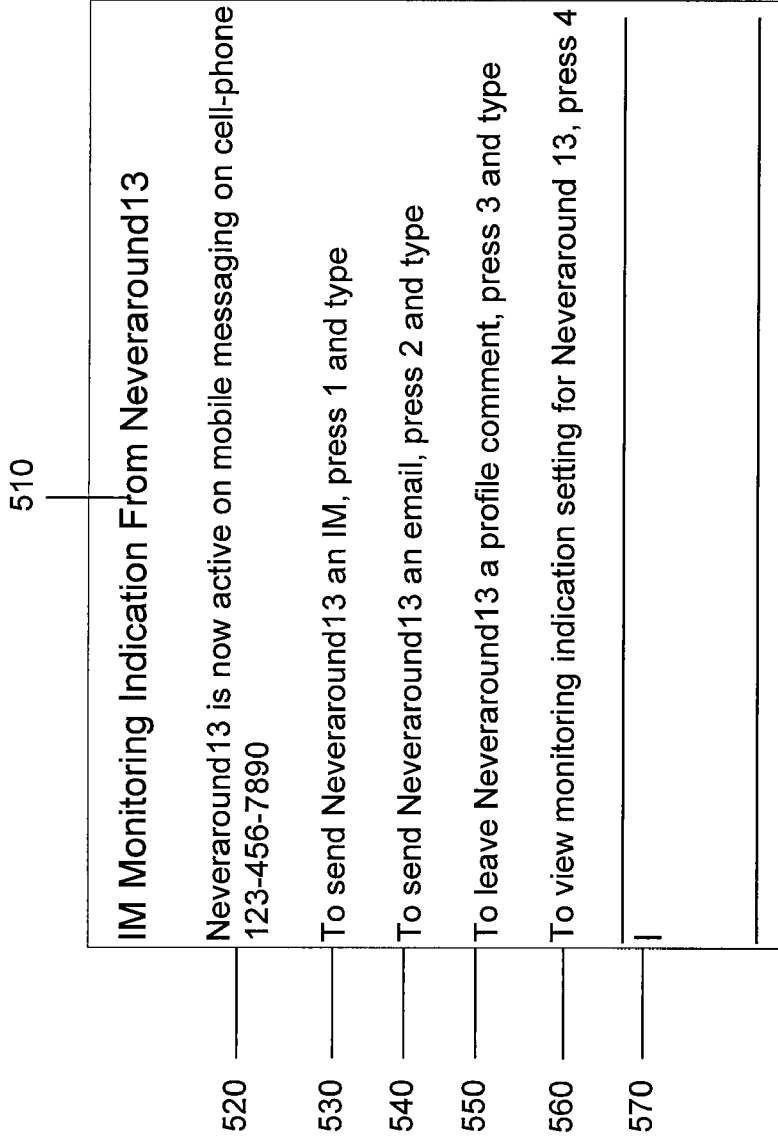 510
IM Monitoring Indication From Neveraround13
520
Neveraround13 is now active on mobile messaging on cell-phone
123-456-7890
530
To send Neveraround13 an IM, press 1 and type
540
To send Neveraround13 an email, press 2 and type
550
To leave Neveraround13 a profile comment, press 3 and type
560
To view monitoring indication setting for Neveraround 13, press 4
570